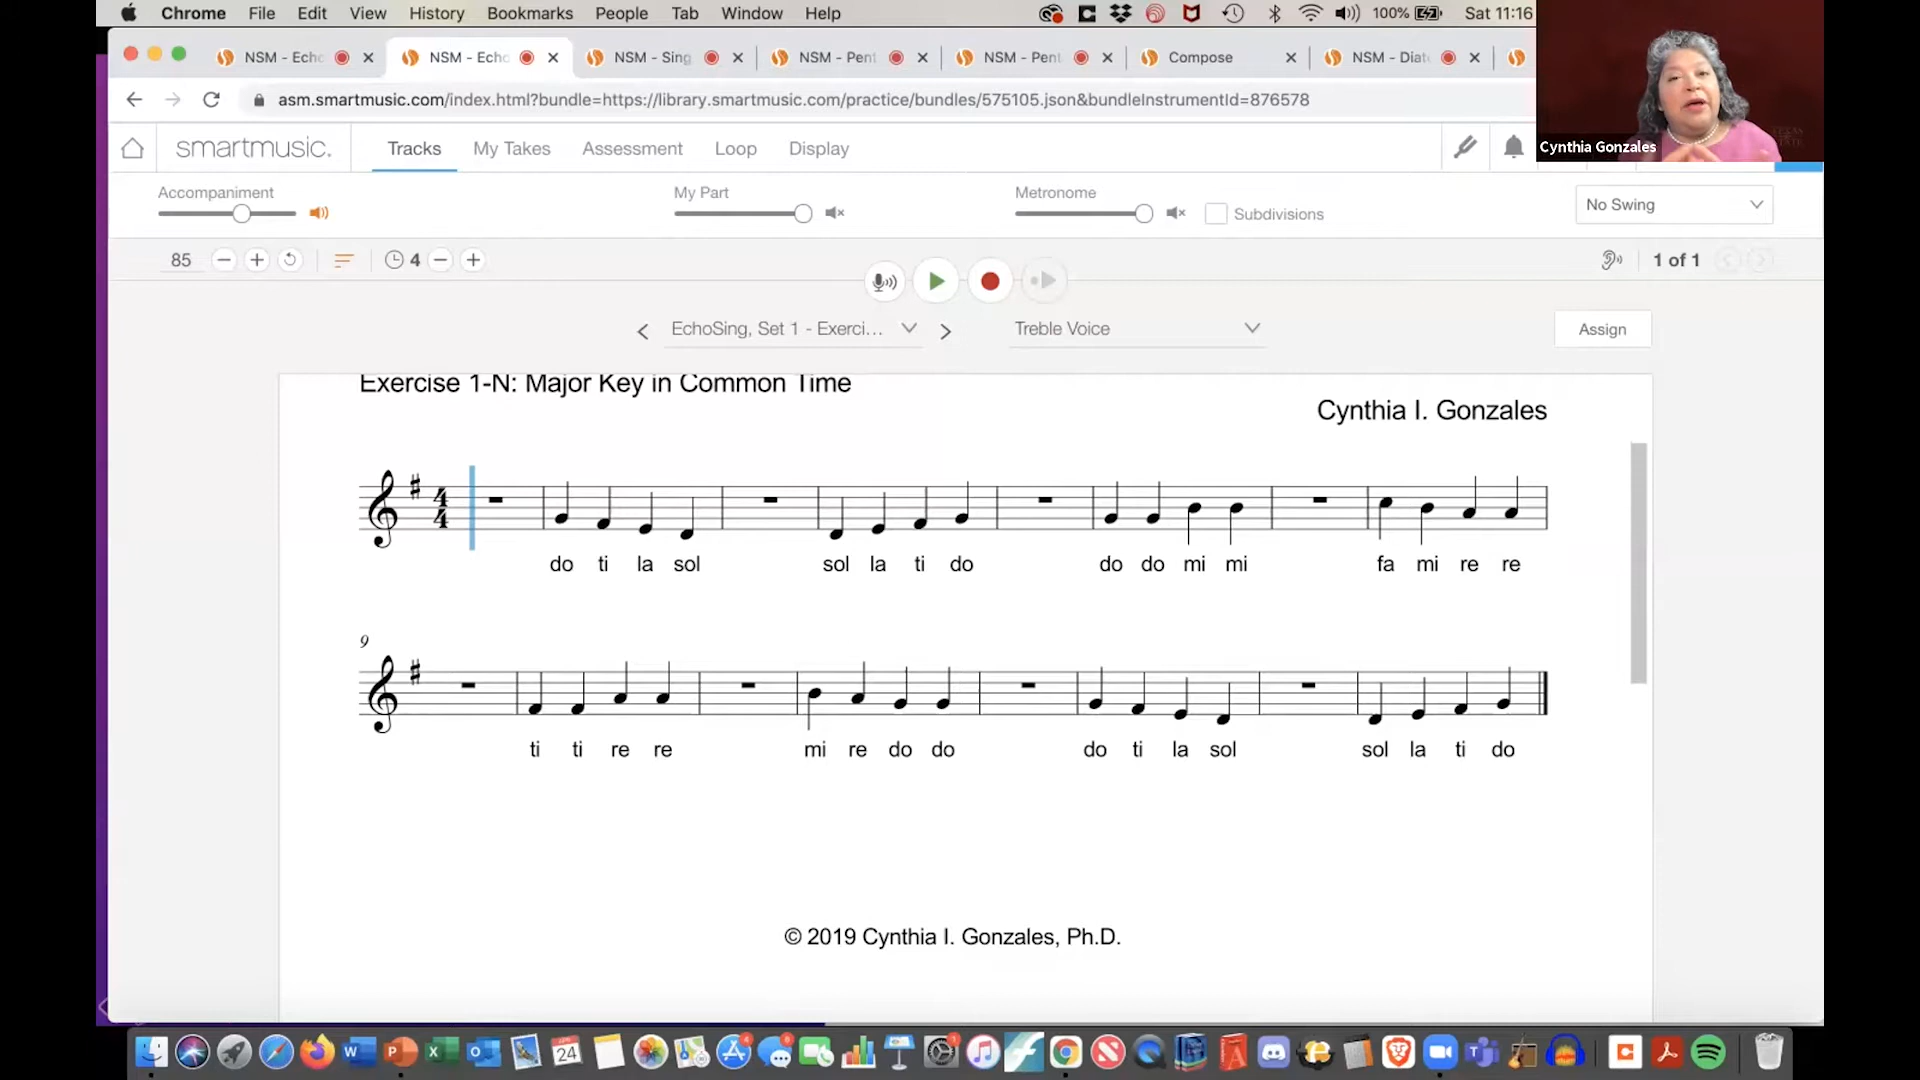 Chrome File Edit View History Bookmarks People Tab Window Help 100% Sat 11:16
NSM - Echo NSM - Echo NSM - Sing NSM - Pent NSM - Pent Compose NSM - Diato
asm.smartmusic.com/index.html?bundle=https://library.smartmusic.com/practice/bundles/575105.json&bundleInstrumentId=876578
Cynthia Gonzales
smartmusic. Tracks My Takes Assessment Loop Display
Accompaniment My Part Metronome
Subdivisions No Swing
85 4 1 of 1
EchoSing, Set 1 - Exerci... Treble Voice Assign
Exercise 1-N: Major Key in Common Time
Cynthia I. Gonzales
4
4
do ti la sol sol la ti do do do mi mi fa mi re re
9
ti ti re re mi re do do do ti la sol sol la ti do
© 2019 Cynthia I. Gonzales, Ph.D.